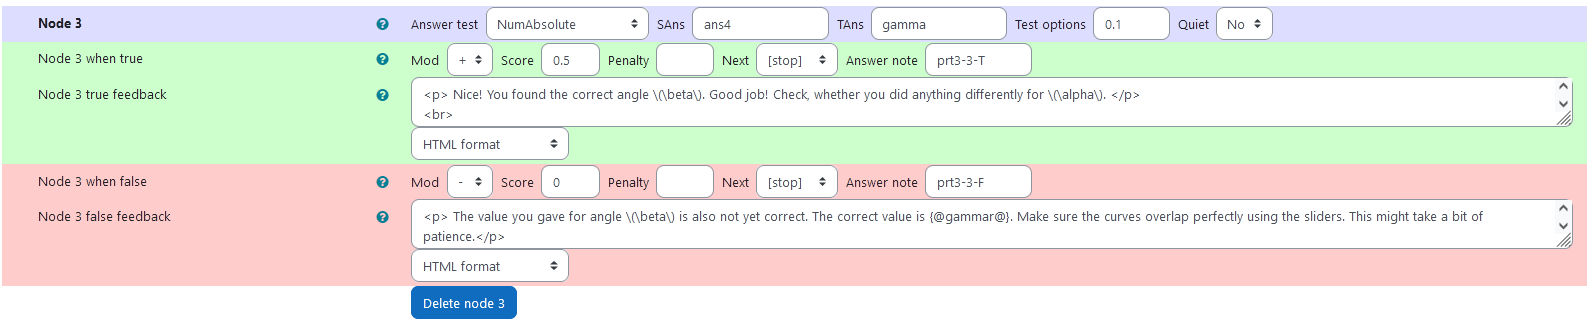 Node 3 Answer test NumAbsolute SAns ans4 TAns gamma Test options 0.1 Quiet No
Node 3 when true Mod + Score 0.5 Penalty Next [stop] Answer note prt3-3-T
Node 3 true feedback <p> Nice! You found the correct angle \(\beta\). Good job! Check, whether you did anything differently for \(\alpha\). </p>
<br>
HTML format
Node 3 when false Mod - Score 0 Penalty Next [stop] Answer note prt3-3-F
Node 3 false feedback <p> The value you gave for angle \(\beta\) is also not yet correct. The correct value is {@gammar@}. Make sure the curves overlap perfectly using the sliders. This might take a bit of
patience.</p>
HTML format
Delete node 3